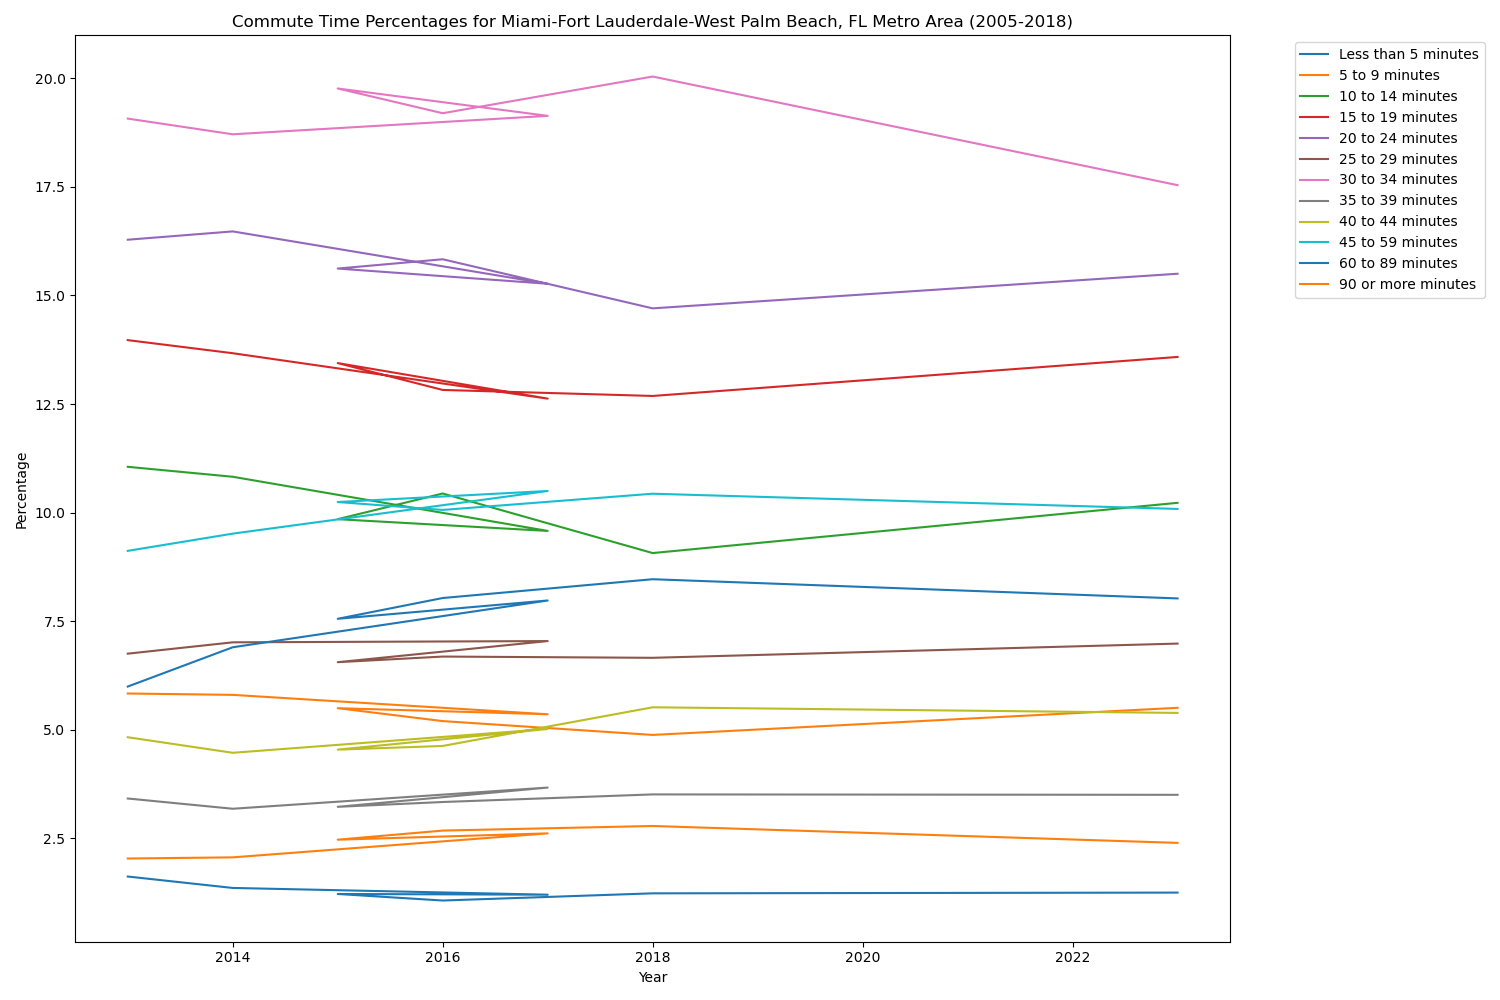 Commute Time Percentages for Miami-Fort Lauderdale-West Palm Beach, FL Metro Area (2005-2018)
Less than 5 minutes
5 to 9 minutes
10 to 14 minutes
15 to 19 minutes
20 to 24 minutes
25 to 29 minutes
30 to 34 minutes
35 to 39 minutes
40 to 44 minutes
45 to 59 minutes
60 to 89 minutes
90 or more minutes
Percentage
20.0
17.5
15.0
12.5
10.0
7.5
5.0
2.5
2014 2016 2018 2020 2022
Year